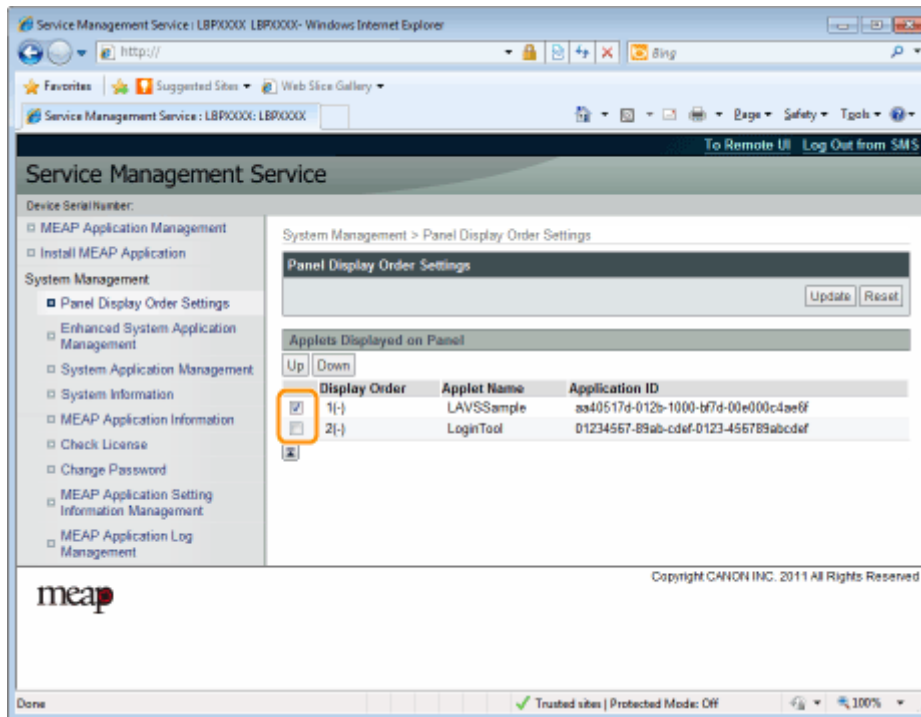 Service Management Service : LBPXXXX: LBPXXXX- Windows Internet Explorer
http://
Bing
Favorites Suggested Sites Web Slice Gallery
Service Management Service : LBPXXXX: LBPXXXX
Page Safety Tools
To Remote UI Log Out from SMS
Service Management Service
Device Serial Number:
MEAP Application Management
Install MEAP Application
System Management
Panel Display Order Settings
Enhanced System Application
Management
System Application Management
System Information
MEAP Application Information
Check License
Change Password
MEAP Application Setting
Information Management
MEAP Application Log
Management
System Management > Panel Display Order Settings
Panel Display Order Settings
Update Reset
Applets Displayed on Panel
Up Down
Display Order Applet Name Application ID
1(-) LAVSSample aa40517d-012b-1000-bf7d-00e000c4ae6f
2(-) LoginTool 01234567-89ab-cdef-0123-456789abcdef
Copyright CANON INC. 2011 All Rights Reserved
meap
Done Trusted sites | Protected Mode: Off 100%